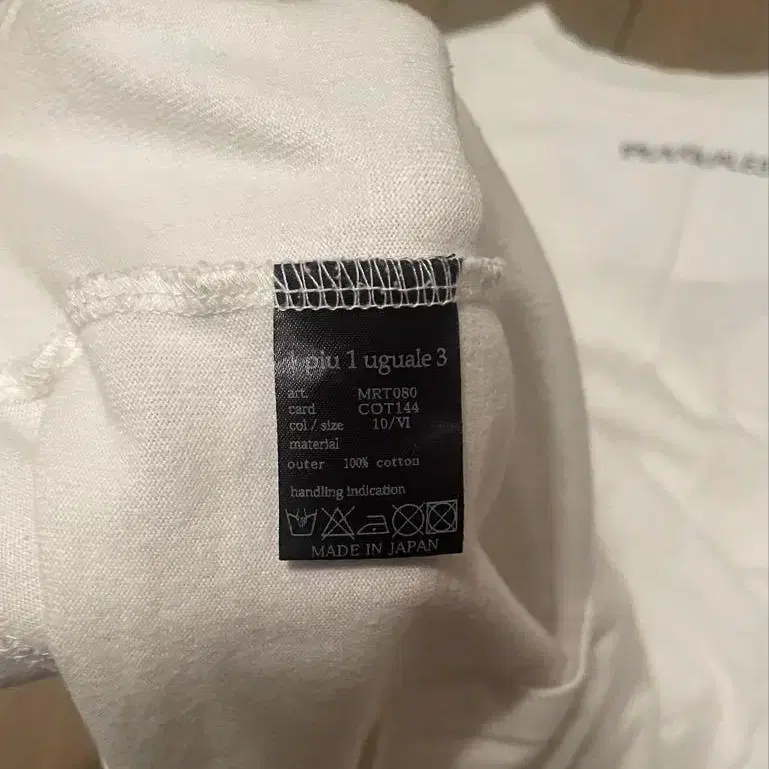 1 piu 1 uguale 3
art. MRT080
card COT144
col / size 10/VI
material
outer 100% cotton
handling indication
MADE IN JAPAN